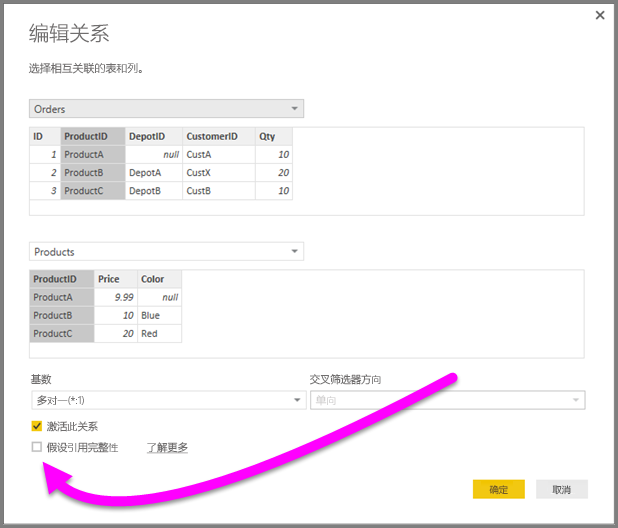 编辑关系
选择相互关联的表和列。
Orders
ID ProductID DepotID CustomerID Qty
1 ProductA null CustA 10
2 ProductB DepotA CustX 20
3 ProductC DepotB CustB 10
Products
ProductID Price Color
ProductA 9.99 null
ProductB 10 Blue
ProductC 20 Red
基数 交叉筛选器方向
多对一(*:1) 单向
激活此关系
假设引用完整性 了解更多
确定 取消